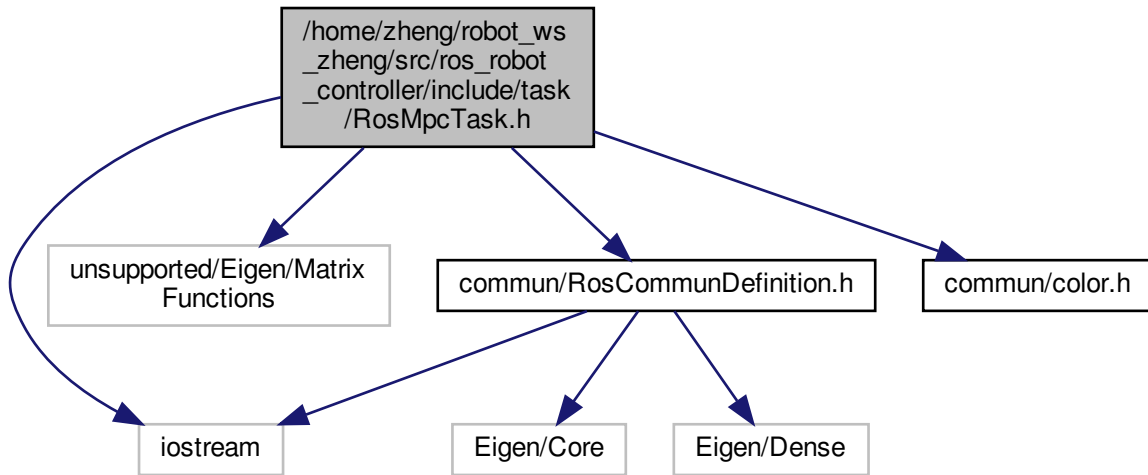 /home/zheng/robot_ws
_zheng/src/ros_robot
_controller/include/task
/RosMpcTask.h
unsupported/Eigen/Matrix
Functions
commun/RosCommunDefinition.h
commun/color.h
iostream
Eigen/Core
Eigen/Dense